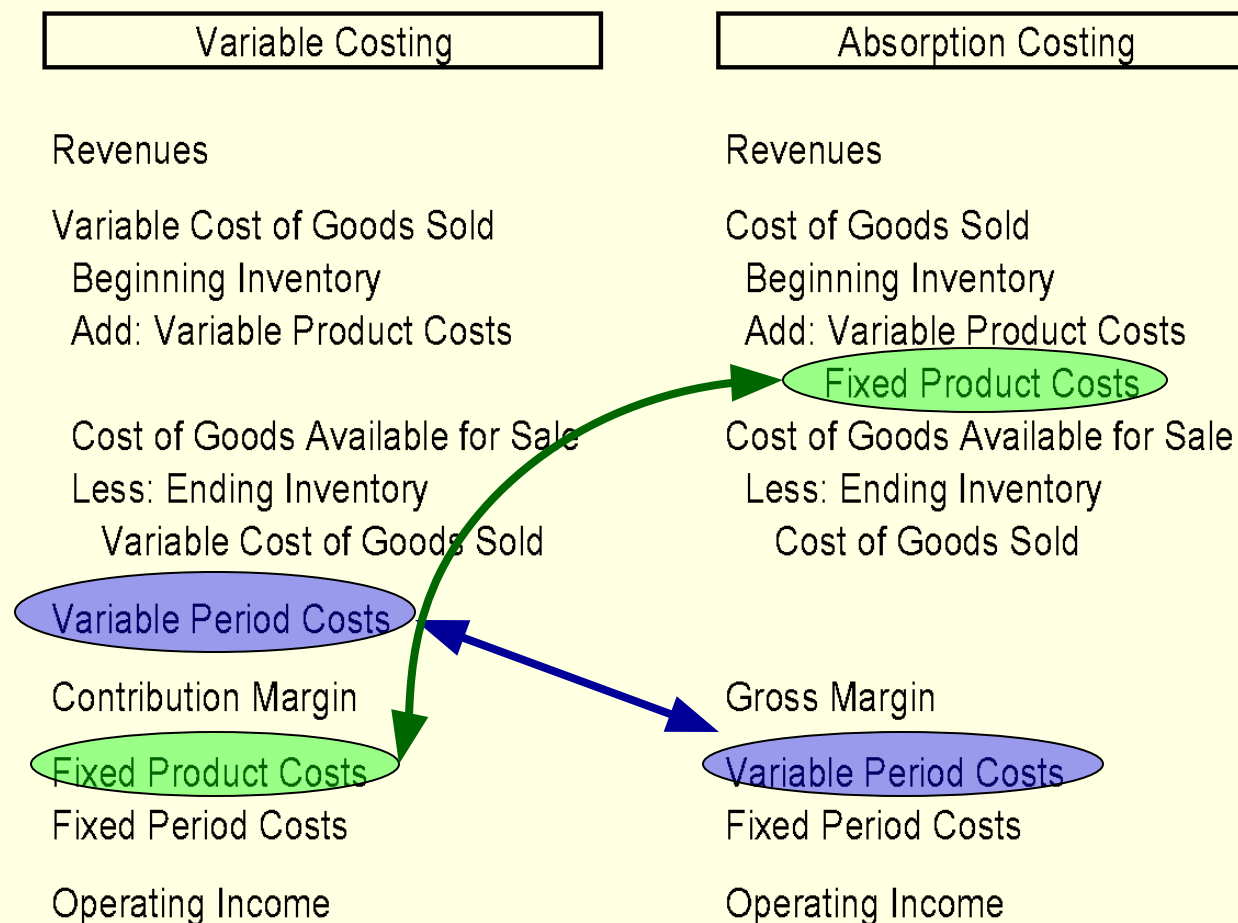 Variable Costing
Revenues
Variable Cost of Goods Sold
Beginning Inventory
Add: Variable Product Costs
Cost of Goods Available for Sale
Less: Ending Inventory
Variable Cost of Goods Sold
Variable Period Costs
Contribution Margin
Fixed Product Costs
Fixed Period Costs
Operating Income
Absorption Costing
Revenues
Cost of Goods Sold
Beginning Inventory
Add: Variable Product Costs
Fixed Product Costs
Cost of Goods Available for Sale
Less: Ending Inventory
Cost of Goods Sold
Gross Margin
Variable Period Costs
Fixed Period Costs
Operating Income